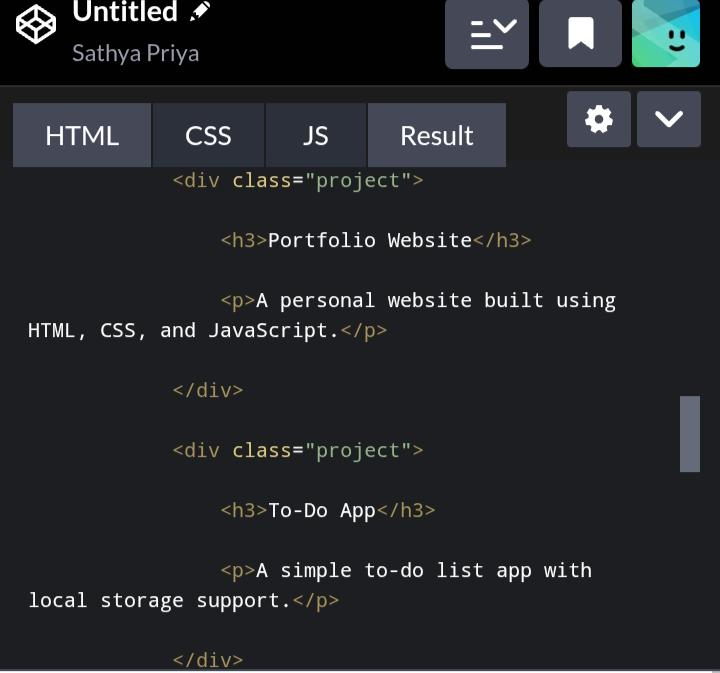 Untitled
Sathya Priya
HTML CSS JS Result
<div class="project">
<h3>Portfolio Website</h3>
<p>A personal website built using
HTML, CSS, and JavaScript.</p>
</div>
<div class="project">
<h3>To-Do App</h3>
<p>A simple to-do list app with
local storage support.</p>
</div>